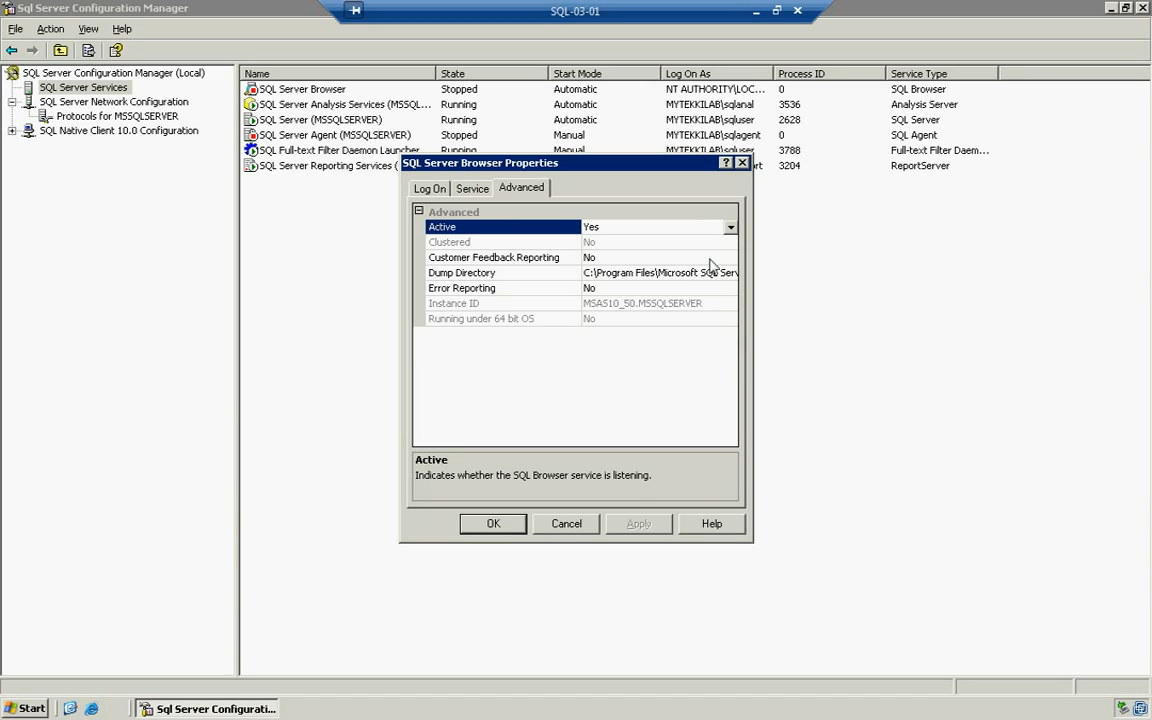 Sql Server Configuration Manager
SQL-03-01
File Action View Help
SQL Server Configuration Manager (Local)
SQL Server Services
SQL Server Network Configuration
Protocols for MSSQLSERVER
SQL Native Client 10.0 Configuration
Name State Start Mode Log On As Process ID Service Type
SQL Server Browser Stopped Automatic NT AUTHORITY\LOC... 0 SQL Browser
SQL Server Analysis Services (MSSQL... Running Automatic MYTEKKILAB\sqlanal 3536 Analysis Server
SQL Server (MSSQLSERVER) Running Automatic MYTEKKILAB\sqluser 2628 SQL Server
SQL Server Agent (MSSQLSERVER) Stopped Manual MYTEKKILAB\sqlagent 0 SQL Agent
SQL Full-text Filter Daemon Launcher Running Manual MYTEKKILAB\sqluser 3788 Full-text Filter Daem...
SQL Server Reporting Services ( 3204 ReportServer
SQL Server Browser Properties
Log On Service Advanced
Advanced
Active Yes
Clustered No
Customer Feedback Reporting No
Dump Directory C:\Program Files\Microsoft SQL Serv
Error Reporting No
Instance ID MSAS10_50.MSSQLSERVER
Running under 64 bit OS No
Active
Indicates whether the SQL Browser service is listening.
OK Cancel Apply Help
Start Sql Server Configurati...